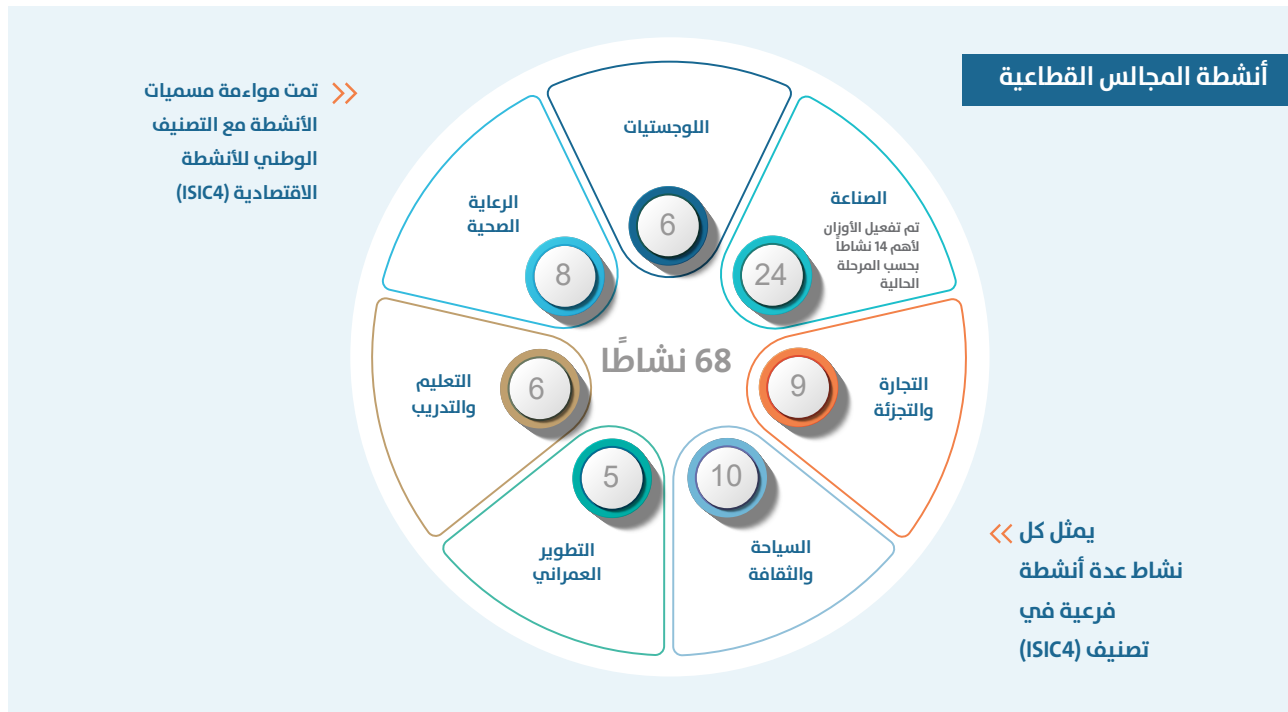 أنشطة المجالس القطاعية
تمت مواءمة مسميات
الأنشطة مع التصنيف
الوطني للأنشطة
الاقتصادية (ISIC4)
اللوجستيات
6
الصناعة
تم تفعيل الأوزان
لأهم 14 نشاطاً
بحسب المرحلة
الحالية
24
التجارة
والتجزئة
9
السياحة
والثقافة
10
التطوير
العمراني
5
التعليم
والتدريب
6
الرعاية
الصحية
8
68 نشاطًا
يمثل كل
نشاط عدة أنشطة
فرعية في
تصنيف (ISIC4)